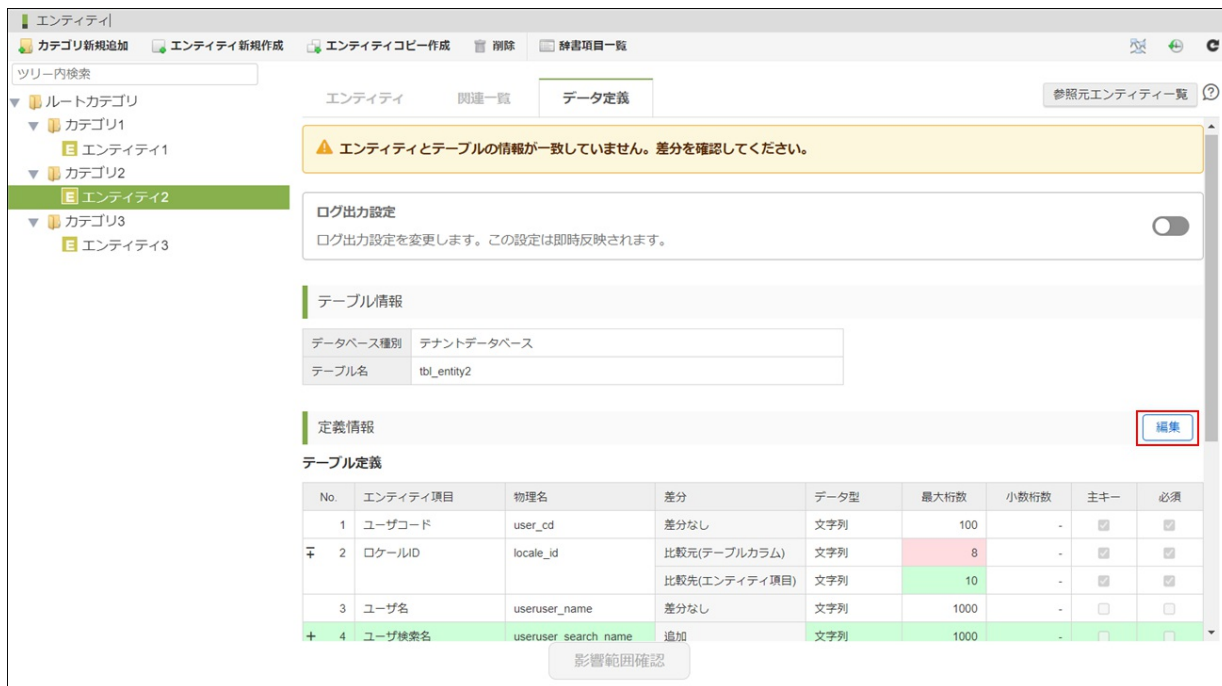 エンティティ
カテゴリ新規追加 エンティティ新規作成 エンティティコピー作成 削除 辞書項目一覧
ツリー内検索
ルートカテゴリ
カテゴリ1
エンティティ1
カテゴリ2
エンティティ2
カテゴリ3
エンティティ3
エンティティ 関連一覧 データ定義 参照元エンティティ一覧
エンティティとテーブルの情報が一致していません。差分を確認してください。
ログ出力設定
ログ出力設定を変更します。この設定は即時反映されます。
テーブル情報
データベース種別 テナントデータベース
テーブル名 tbl_entity2
定義情報 編集
テーブル定義
No. エンティティ項目 物理名 差分 データ型 最大桁数 小数桁数 主キー 必須
1 ユーザコード user_cd 差分なし 文字列 100 -
2 ロケールID locale_id 比較元(テーブルカラム) 文字列 8 -
比較先(エンティティ項目) 文字列 10 -
3 ユーザ名 useruser_name 差分なし 文字列 1000 -
+ 4 ユーザ検索名 useruser_search_name 追加 文字列 1000 -
影響範囲確認